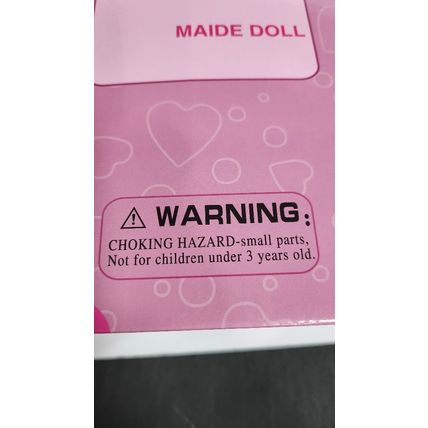 MAIDE DOLL
⚠ WARNING:
CHOKING HAZARD-small parts,
Not for children under 3 years old.